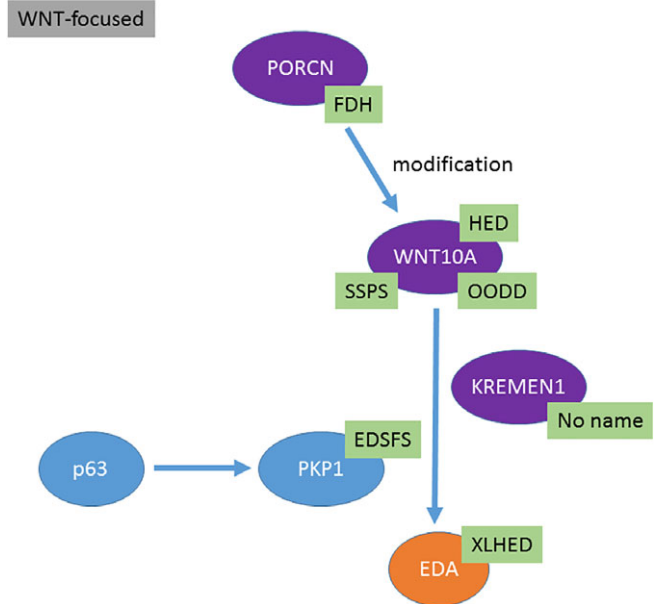 WNT-focused
PORCN
FDH
modification
HED
WNT10A
SSPS
OODD
KREMEN1
No name
EDSFS
p63
PKP1
XLHED
EDA